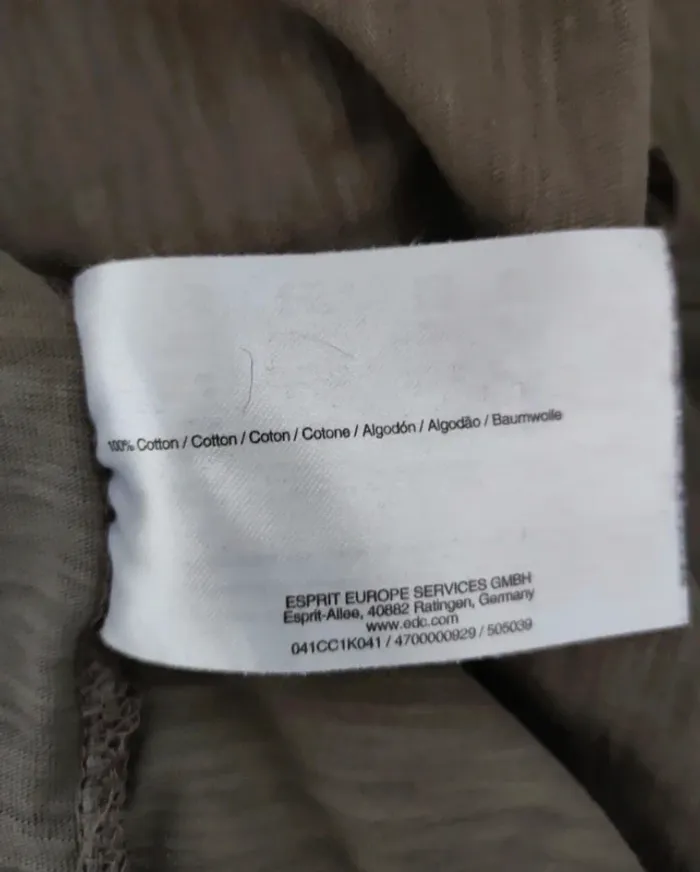 100% Cotton / Cotton / Coton / Cotone / Algodón / Algodão / Baumwolle
ESPRIT EUROPE SERVICES GMBH
Esprit-Allee, 40882 Ratingen, Germany
www.edc.com
041CC1K041 / 4700000929 / 505039